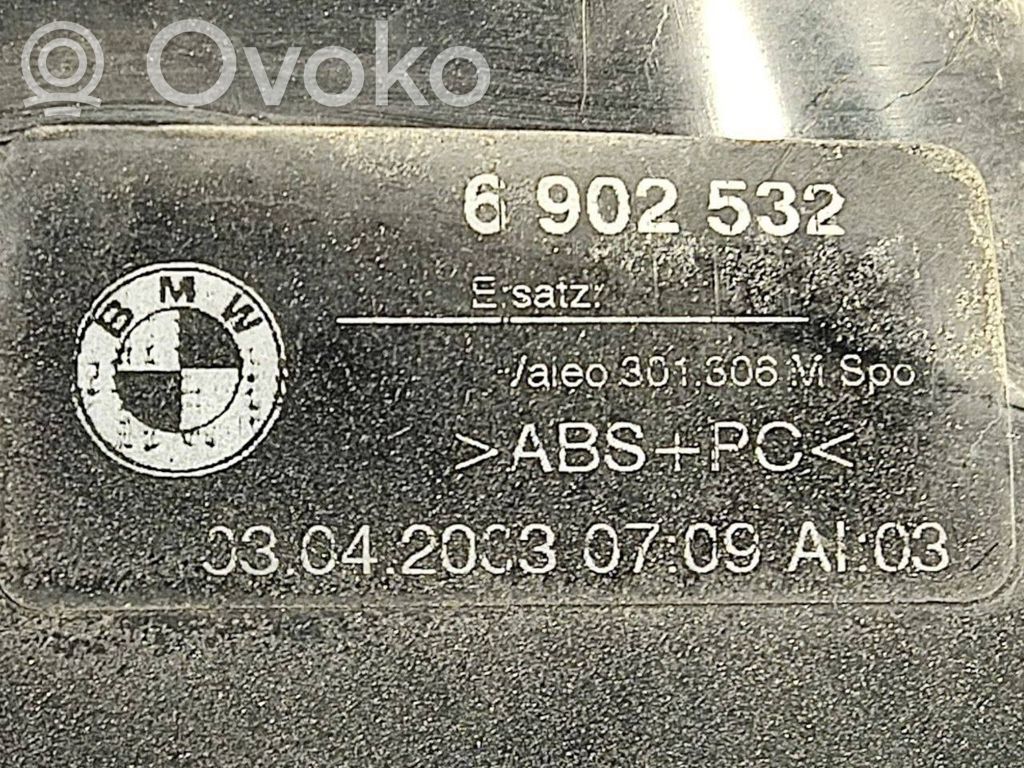 Ovoko
6 902 532
Ersatz:
BMW
Valeo 301.306 M Spo
>ABS+PC<
03.04.2003 07:09 AI:03